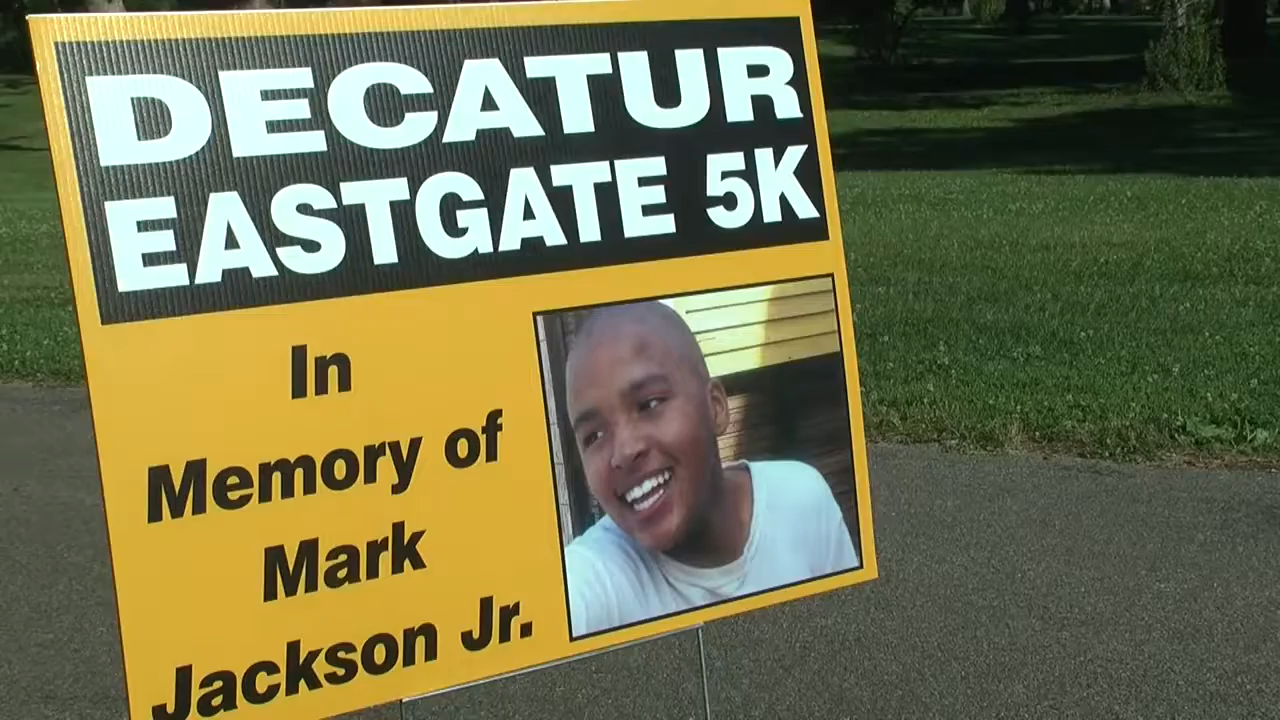 DECATUR
EASTGATE 5K
In
Memory of
Mark
Jackson Jr.